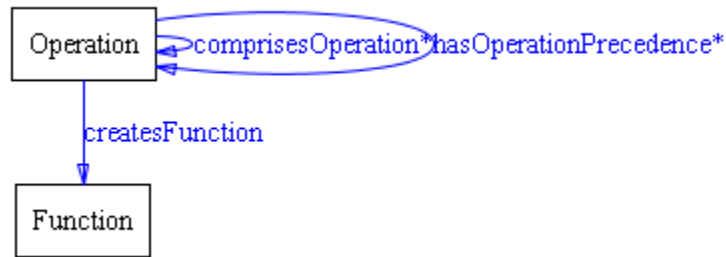 Operation
comprisesOperation*
hasOperationPrecedence*
createsFunction
Function